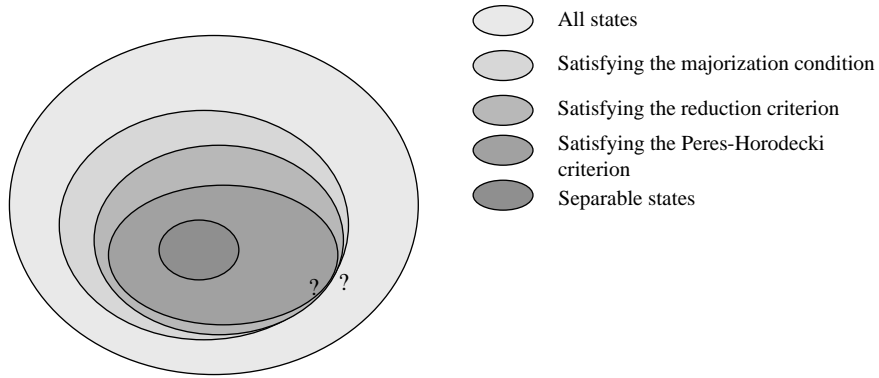 All states
Satisfying the majorization condition
Satisfying the reduction criterion
Satisfying the Peres-Horodecki
criterion
Separable states
? ?